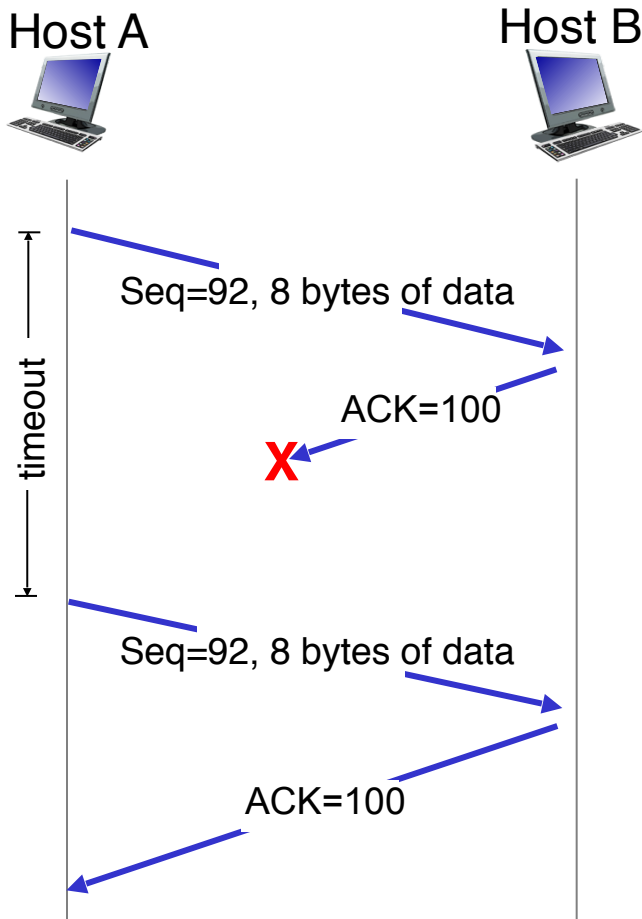 Host A
Host B
Seq=92, 8 bytes of data
ACK=100
X
timeout
Seq=92, 8 bytes of data
ACK=100